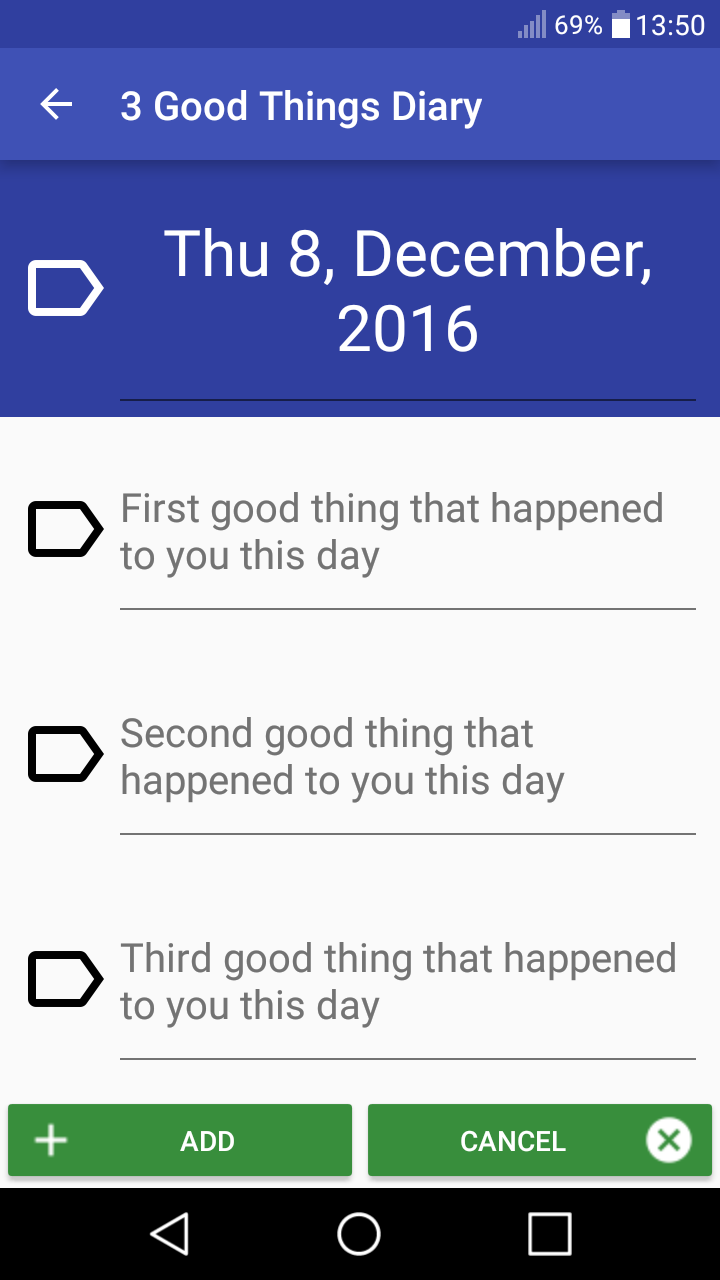 69% 13:50
3 Good Things Diary
Thu 8, December,
2016
First good thing that happened
to you this day
Second good thing that
happened to you this day
Third good thing that happened
to you this day
ADD CANCEL